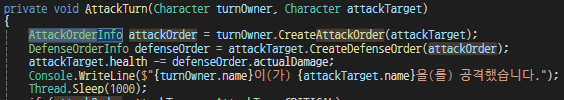 private void AttackTurn(Character turnOwner, Character attackTarget)
{
AttackOrderInfo attackOrder = turnOwner.CreateAttackOrder(attackTarget);
DefenseOrderInfo defenseOrder = attackTarget.CreateDefenseOrder(attackOrder);
attackTarget.health -= defenseOrder.actualDamage;
Console.WriteLine($"{turnOwner.name}이(가) {attackTarget.name}을(를) 공격했습니다.");
Thread.Sleep(1000);